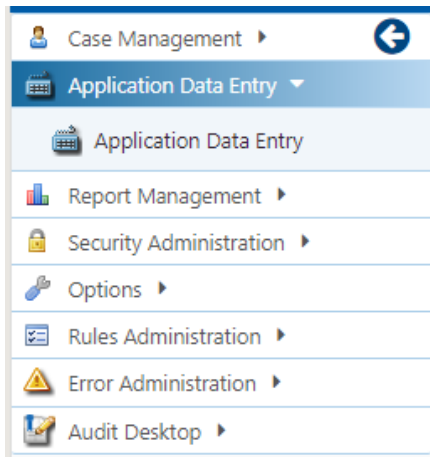 Case Management
Application Data Entry
Application Data Entry
Report Management
Security Administration
Options
Rules Administration
Error Administration
Audit Desktop